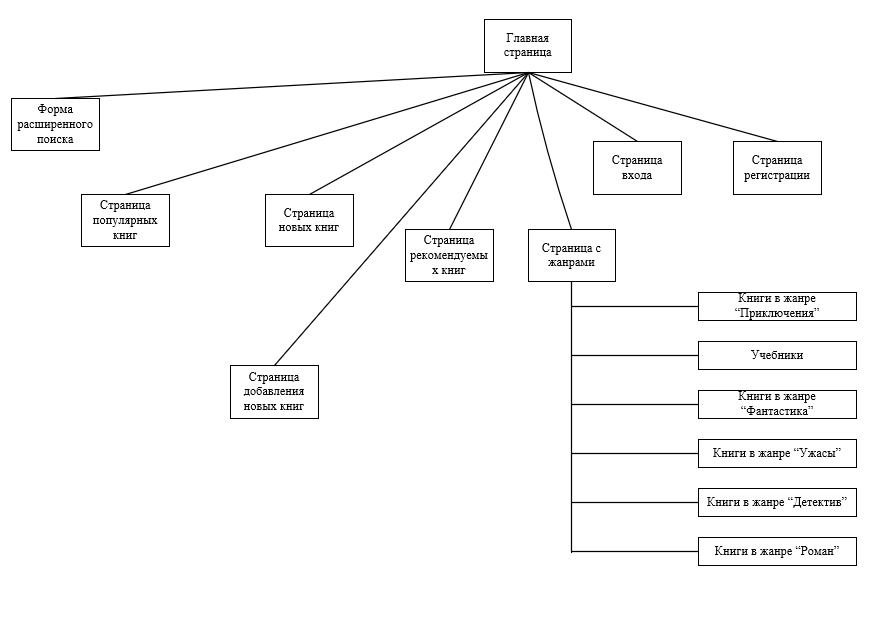 Главная
страница
Форма
расширенного
поиска
Страница
входа
Страница
регистрации
Страница
популярных
книг
Страница
новых книг
Страница
рекомендуемы
х книг
Страница с
жанрами
Книги в жанре
“Приключения”
Учебники
Страница
добавления
новых книг
Книги в жанре
“Фантастика”
Книги в жанре “Ужасы”
Книги в жанре “Детектив”
Книги в жанре “Роман”